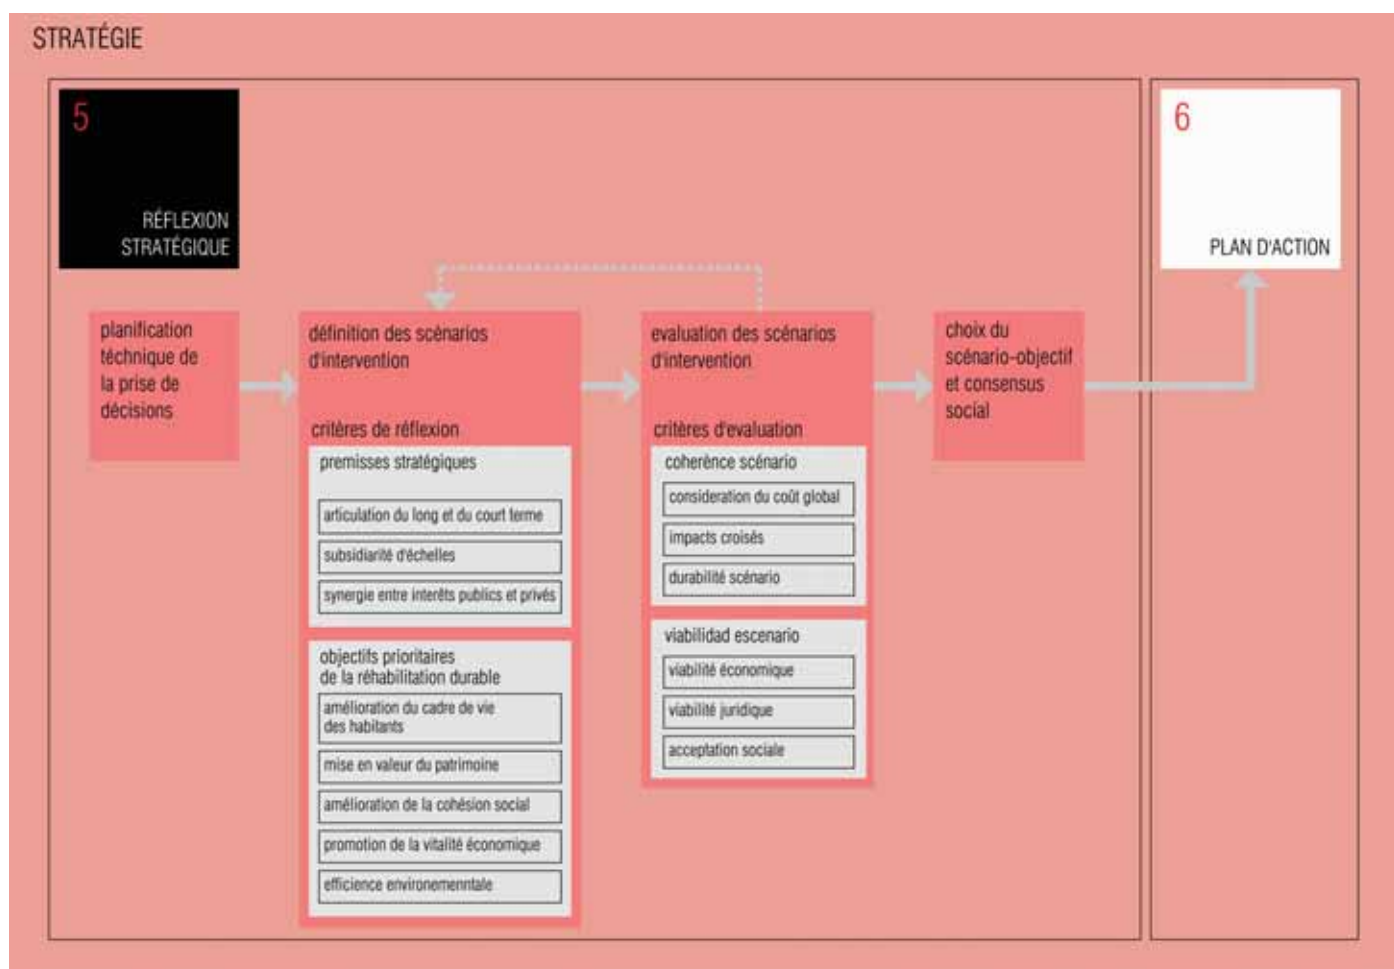 STRATÉGIE
5
RÉFLEXION
STRATÉGIQUE
6
PLAN D'ACTION
planification
téchnique de
la prise de
décisions
définition des scénarios
d'intervention
critères de réflexion
premisses stratégiques
articulation du long et du court terme
subsidiarité d'échelles
synergie entre interêts publics et privés
objectifs prioritaires
de la réhabilitation durable
amélioration du cadre de vie
des habitants
mise en valeur du patrimoine
amélioration de la cohésion social
promotion de la vitalité économique
efficience environementale
evaluation des scénarios
d'intervention
critères d'evaluation
coherènce scénario
consideration du coût global
impacts croisés
durabilité scénario
viabilidad escenario
viabilité économique
viabilité juridique
acceptation sociale
choix du
scénario-objectif
et consensus
social